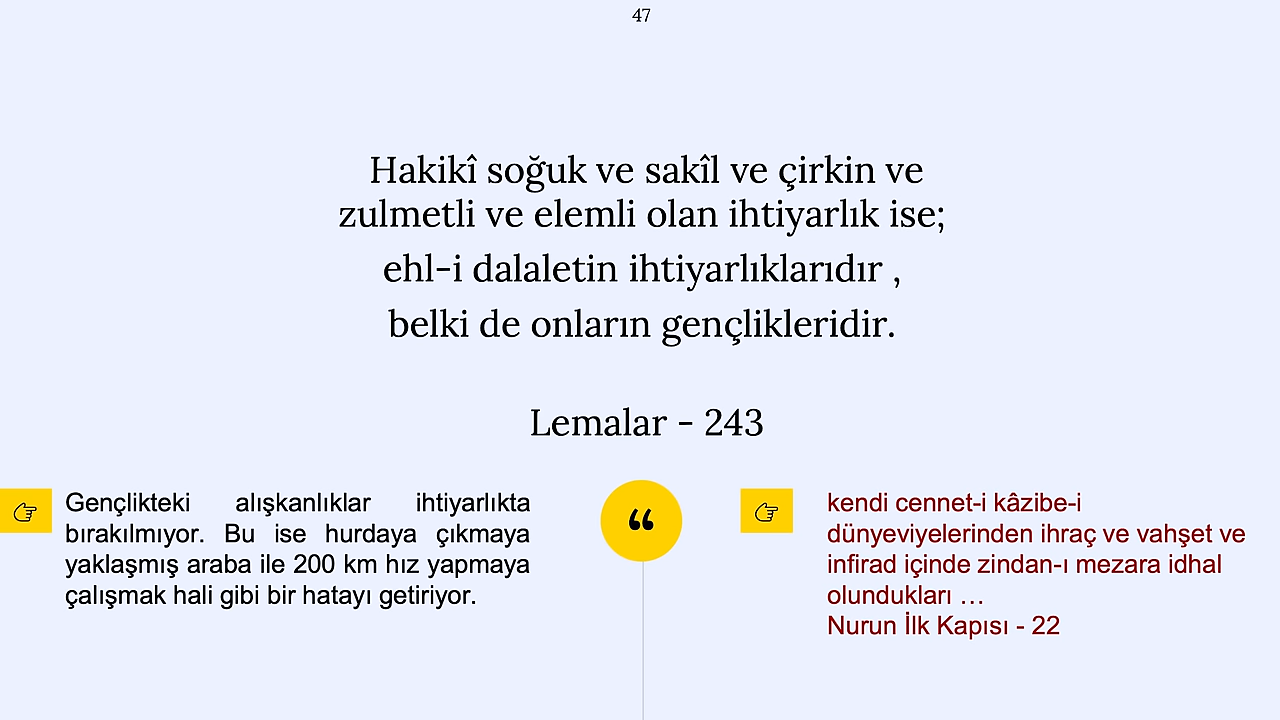 47
Hakikî soğuk ve sakîl ve çirkin ve
zulmetli ve elemli olan ihtiyarlık ise;
ehl-i dalaletin ihtiyarlıklarıdır ,
belki de onların gençlikleridir.
Lemalar - 243
Gençlikteki alışkanlıklar ihtiyarlıkta
bırakılmıyor. Bu ise hurdaya çıkmaya
yaklaşmış araba ile 200 km hız yapmaya
çalışmak hali gibi bir hatayı getiriyor.
“
kendi cennet-i kâzibe-i
dünyeviyelerinden ihraç ve vahşet ve
infirad içinde zindan-ı mezara idhal
olundukları …
Nurun İlk Kapısı - 22